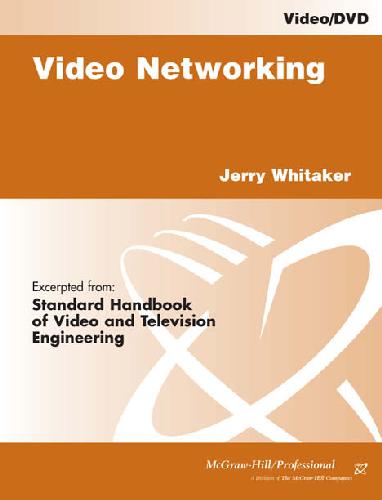 Video/DVD
Video Networking
Jerry Whitaker
Excerpted from:
Standard Handbook
of Video and Television
Engineering
McGraw-Hill/Professional
A Division of The McGraw-Hill Companies